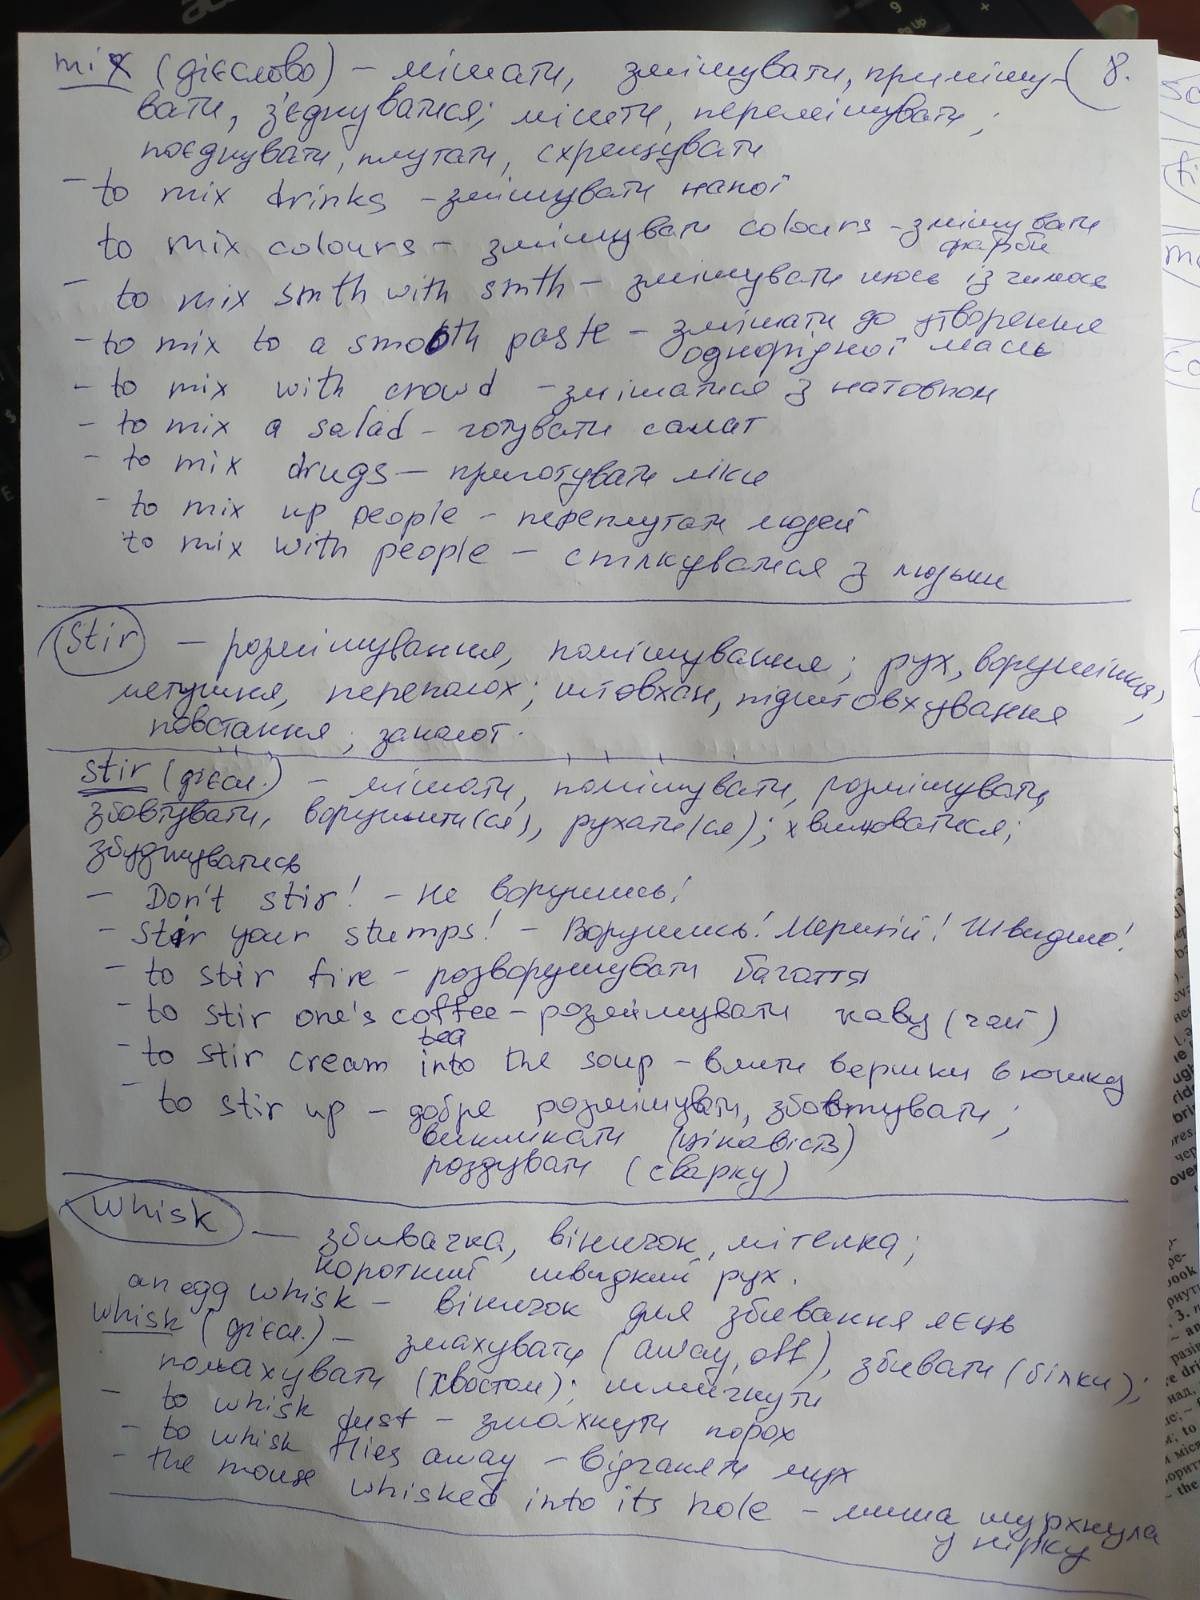 mix (дієслово) – мішати, змішувати, примішу- (8.
вати, з'єднуватися; місити, перемішувати;
поєднувати, плутати, схрещувати
- to mix drinks - змішувати напої
to mix colours - змішувати colours - змішувати
фарби
- to mix smth with smth - змішувати щось із чимось
- to mix to a smooth paste - змішати до утворення
однорідної маси
- to mix with crowd - змішатися з натовпом
- to mix a salad - готувати салат
- to mix drugs - приготувати ліки
- to mix up people - переплутати людей
to mix with people - спілкуватися з людьми
Stir - розмішування, помішування; рух, ворушіння;
метушня, переполох; штовхан, підштовхування
повстання; заколот.
stir (дієсл.) - мішати, помішувати, розмішувати,
збовтувати, ворушити(ся), рухати(ся); хвилюватися;
збуджуватись
- Don't stir! - Не ворушись!
- Stir your stumps! - Ворушись! Мерщій! Швидше!
- to stir fire - розворушувати багаття
- to stir one's coffee - розмішувати каву (чай)
tea
- to stir cream into the soup - влити вершки в юшку
- to stir up - добре розмішувати, збовтувати;
викликати (цікавість)
роздувати (сварку)
Whisk - збивачка, віничок, мітелка;
короткий швидкий рух.
an egg whisk - віничок для збивання яєць
whisk (дієсл.) - змахувати (away, off), збивати (білки);
помахувати (хвостом); шмигнути
- to whisk dust - змахнути порох
- to whisk flies away - відганяти мух
- the mouse whisked into its hole - миша шурхнула
у нірку